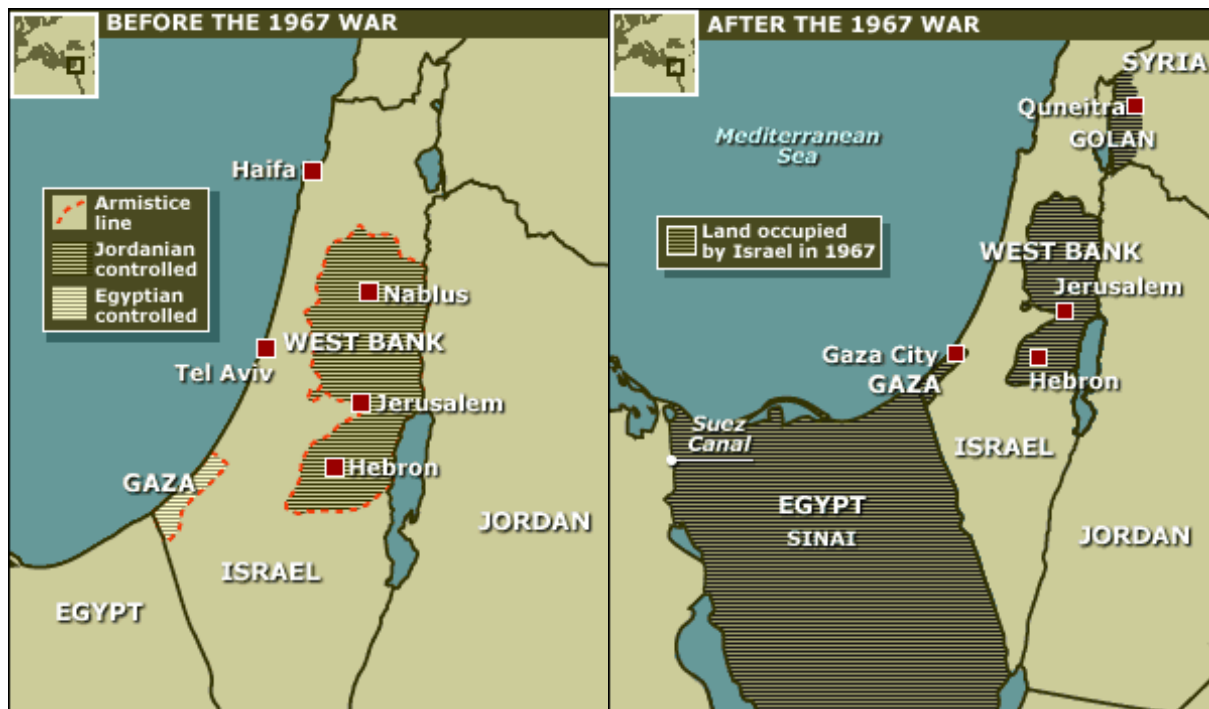 BEFORE THE 1967 WAR
Haifa
Armistice
line
Jordanian
controlled
Egyptian
controlled
Nablus
WEST BANK
Tel Aviv
Jerusalem
Hebron
GAZA
JORDAN
ISRAEL
EGYPT
AFTER THE 1967 WAR
SYRIA
Quneitra
GOLAN
Mediterranean
Sea
Land occupied
by Israel in 1967
WEST BANK
Jerusalem
Gaza City
GAZA
Hebron
Suez
Canal
ISRAEL
EGYPT
SINAI
JORDAN